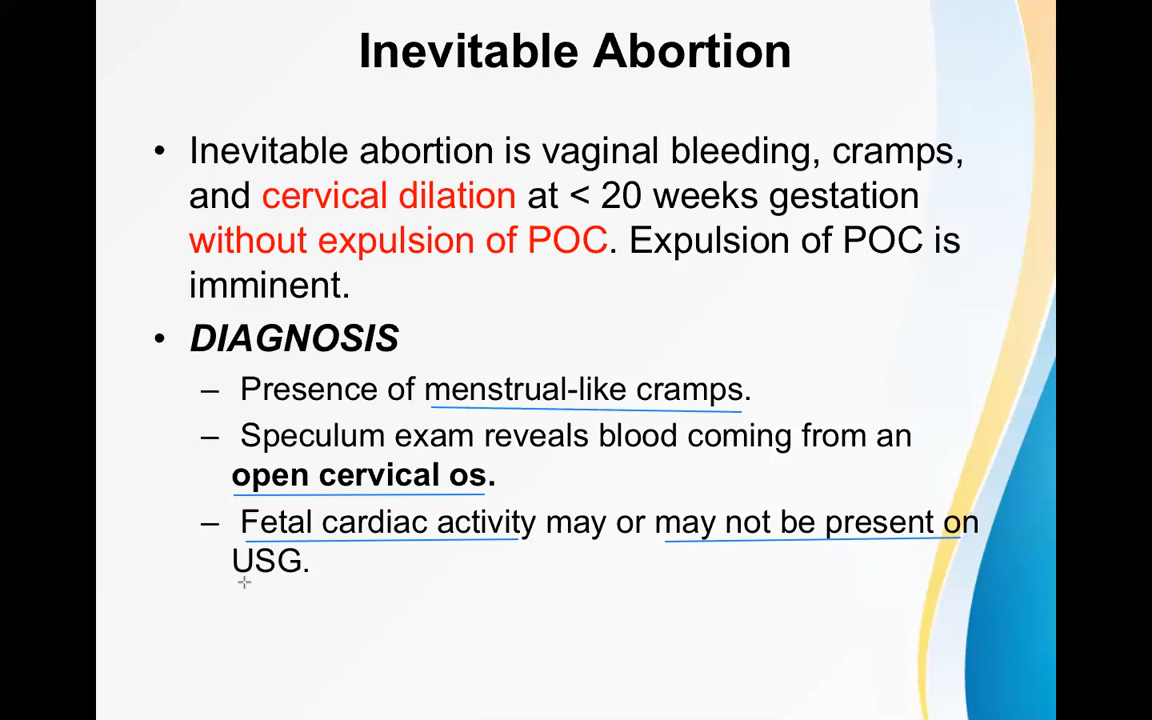 Inevitable Abortion
• Inevitable abortion is vaginal bleeding, cramps,
and cervical dilation at < 20 weeks gestation
without expulsion of POC. Expulsion of POC is
imminent.
• DIAGNOSIS
– Presence of menstrual-like cramps.
– Speculum exam reveals blood coming from an
open cervical os.
– Fetal cardiac activity may or may not be present on
USG.